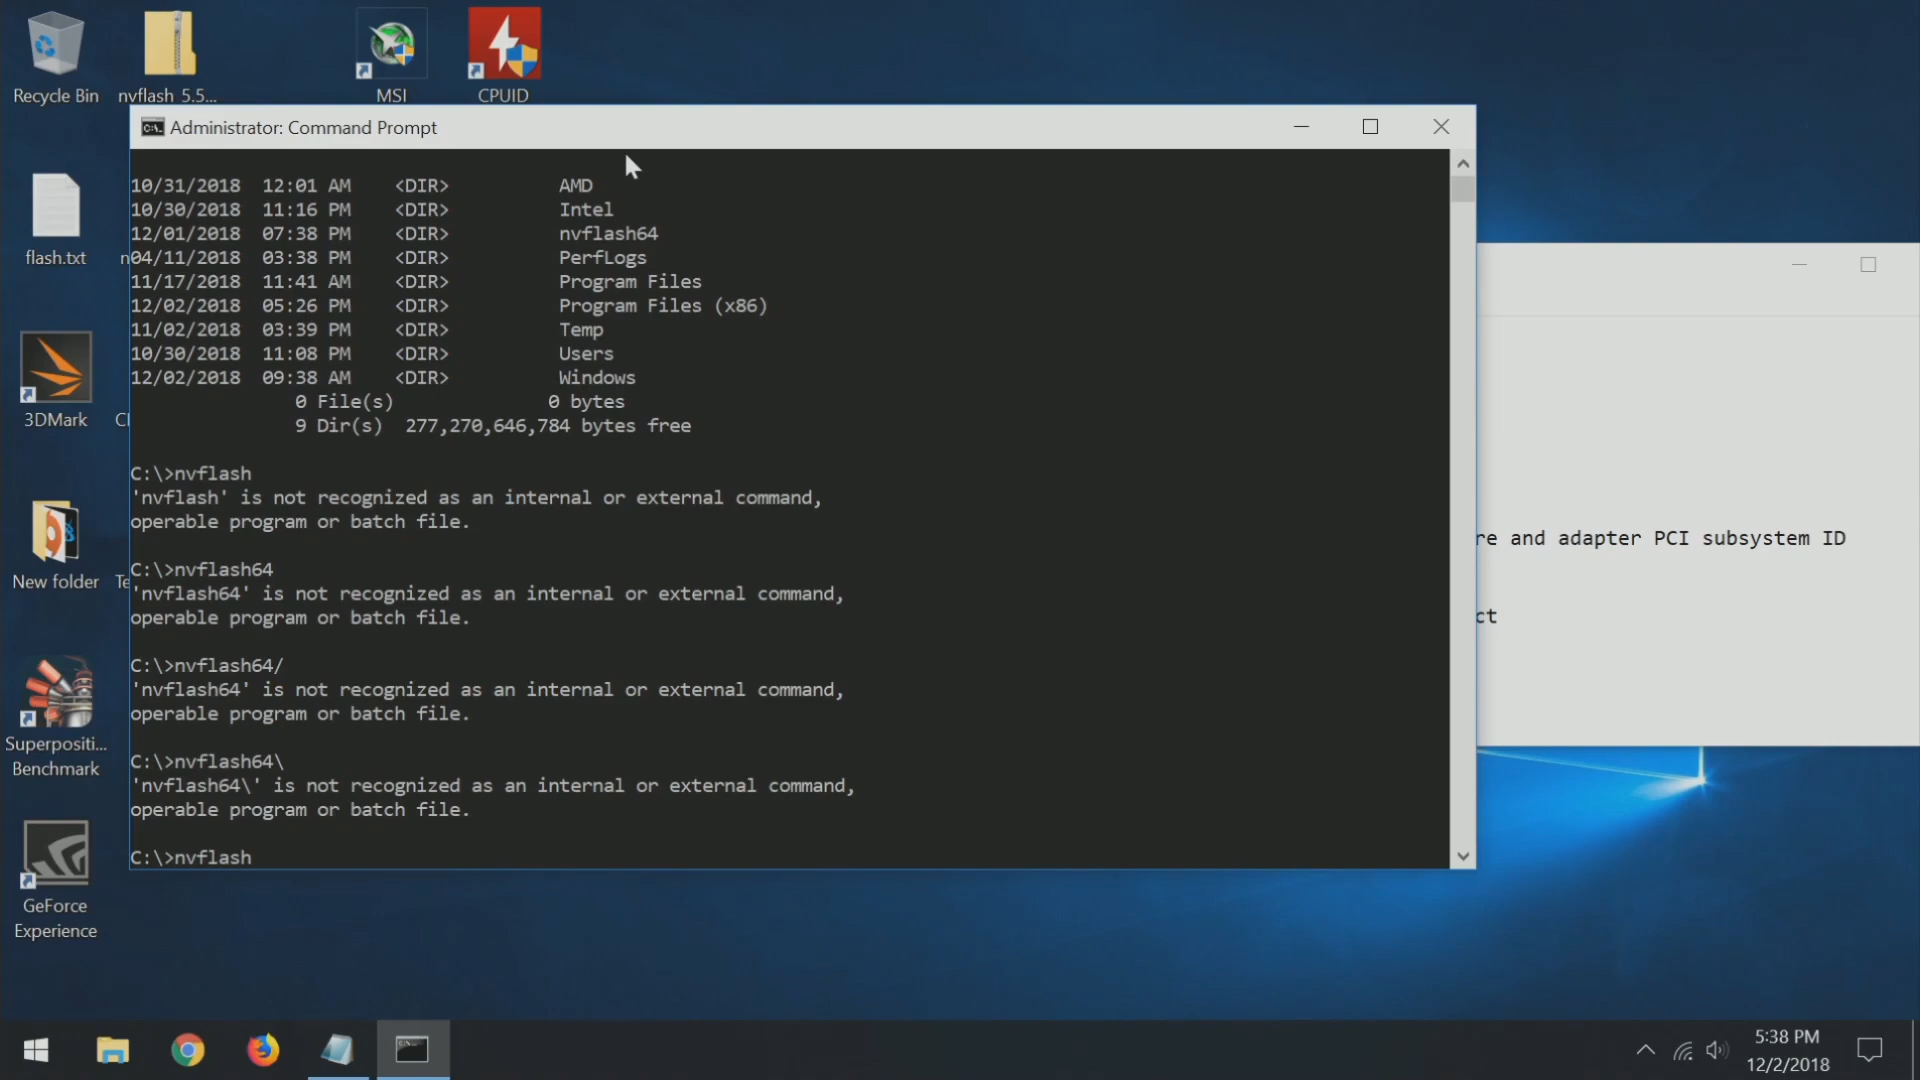 Recycle Bin
nvflash_5.5...
MSI
CPUID
flash.txt
n
3DMark
Cl
New folder
Te
Superpositi...
Benchmark
GeForce
Experience
Administrator: Command Prompt
10/31/2018  12:01 AM    <DIR>          AMD
10/30/2018  11:16 PM    <DIR>          Intel
12/01/2018  07:38 PM    <DIR>          nvflash64
04/11/2018  03:38 PM    <DIR>          PerfLogs
11/17/2018  11:41 AM    <DIR>          Program Files
12/02/2018  05:26 PM    <DIR>          Program Files (x86)
11/02/2018  03:39 PM    <DIR>          Temp
10/30/2018  11:08 PM    <DIR>          Users
12/02/2018  09:38 AM    <DIR>          Windows
0 File(s)              0 bytes
9 Dir(s)  277,270,646,784 bytes free
C:\>nvflash
'nvflash' is not recognized as an internal or external command,
operable program or batch file.
C:\>nvflash64
'nvflash64' is not recognized as an internal or external command,
operable program or batch file.
C:\>nvflash64/
'nvflash64' is not recognized as an internal or external command,
operable program or batch file.
C:\>nvflash64\
'nvflash64\' is not recognized as an internal or external command,
operable program or batch file.
C:\>nvflash
re and adapter PCI subsystem ID
ct
5:38 PM
12/2/2018